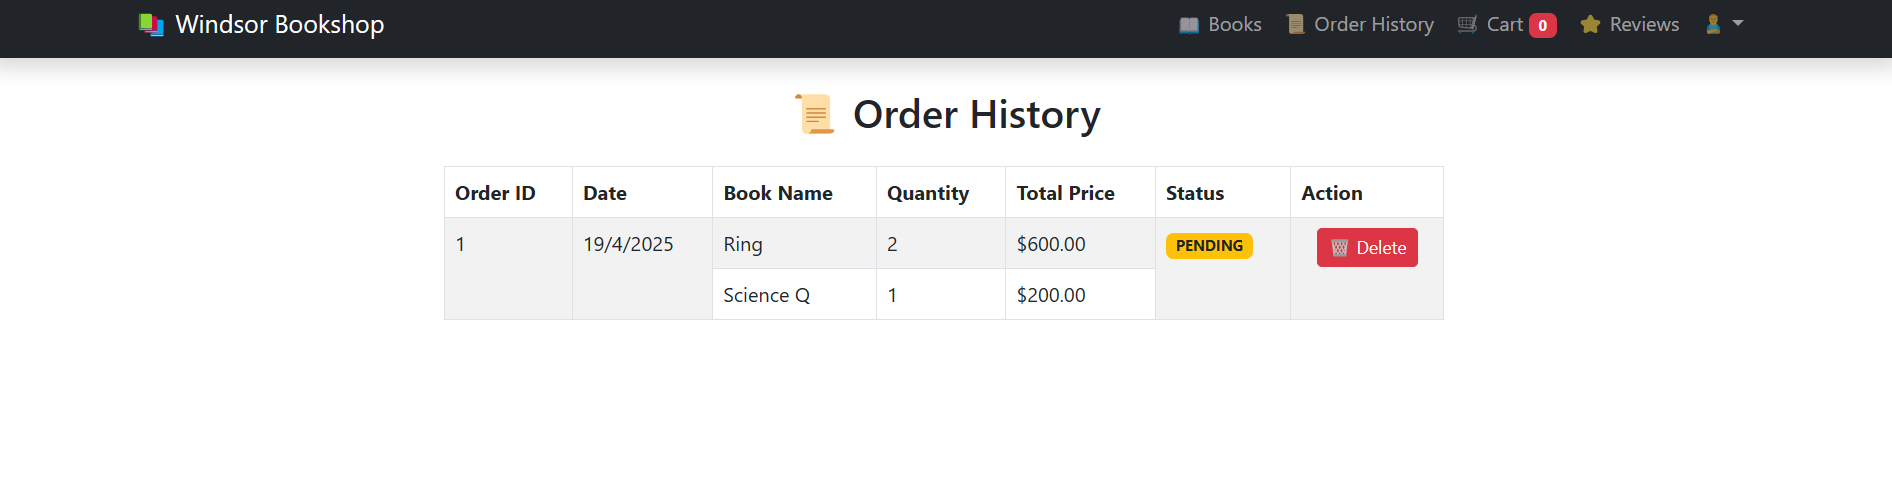 Windsor Bookshop
Books Order History Cart 0 Reviews
Order History
Order ID Date Book Name Quantity Total Price Status Action
1 19/4/2025 Ring 2 $600.00 PENDING Delete
Science Q 1 $200.00